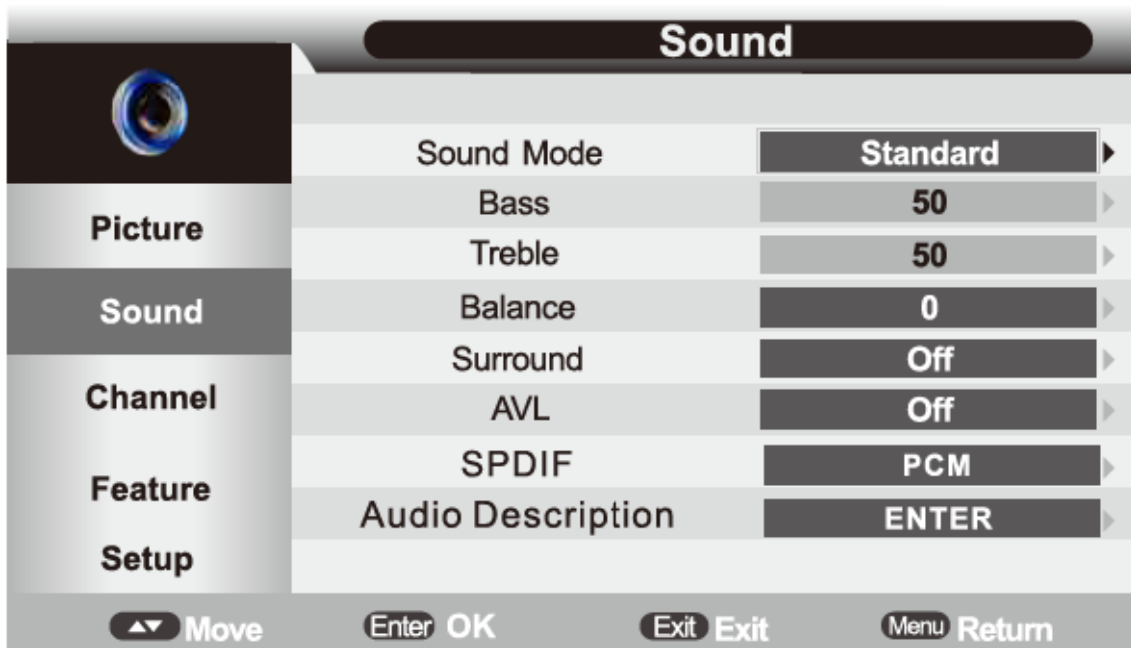 Sound
Picture
Sound
Channel
Feature
Setup
Sound Mode Standard
Bass 50
Treble 50
Balance 0
Surround Off
AVL Off
SPDIF PCM
Audio Description ENTER
Move Enter OK Exit Exit Menu Return